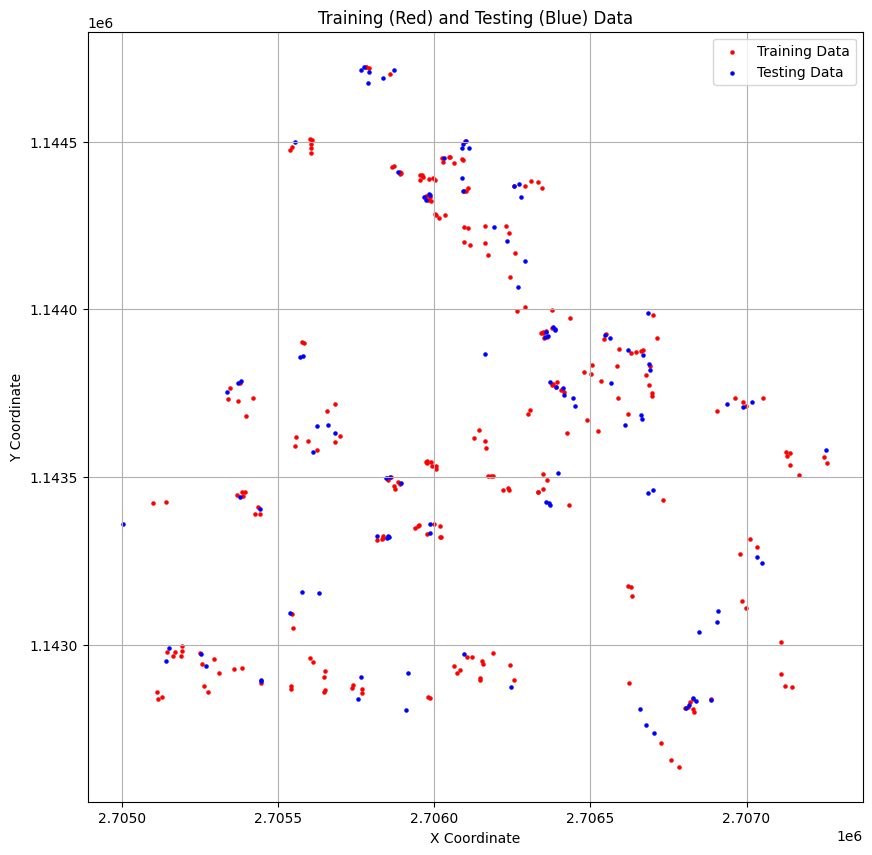 Training (Red) and Testing (Blue) Data
1e6
Training Data
Testing Data
1.1445
1.1440
1.1435
1.1430
Y Coordinate
2.7050 2.7055 2.7060 2.7065 2.7070
X Coordinate
1e6